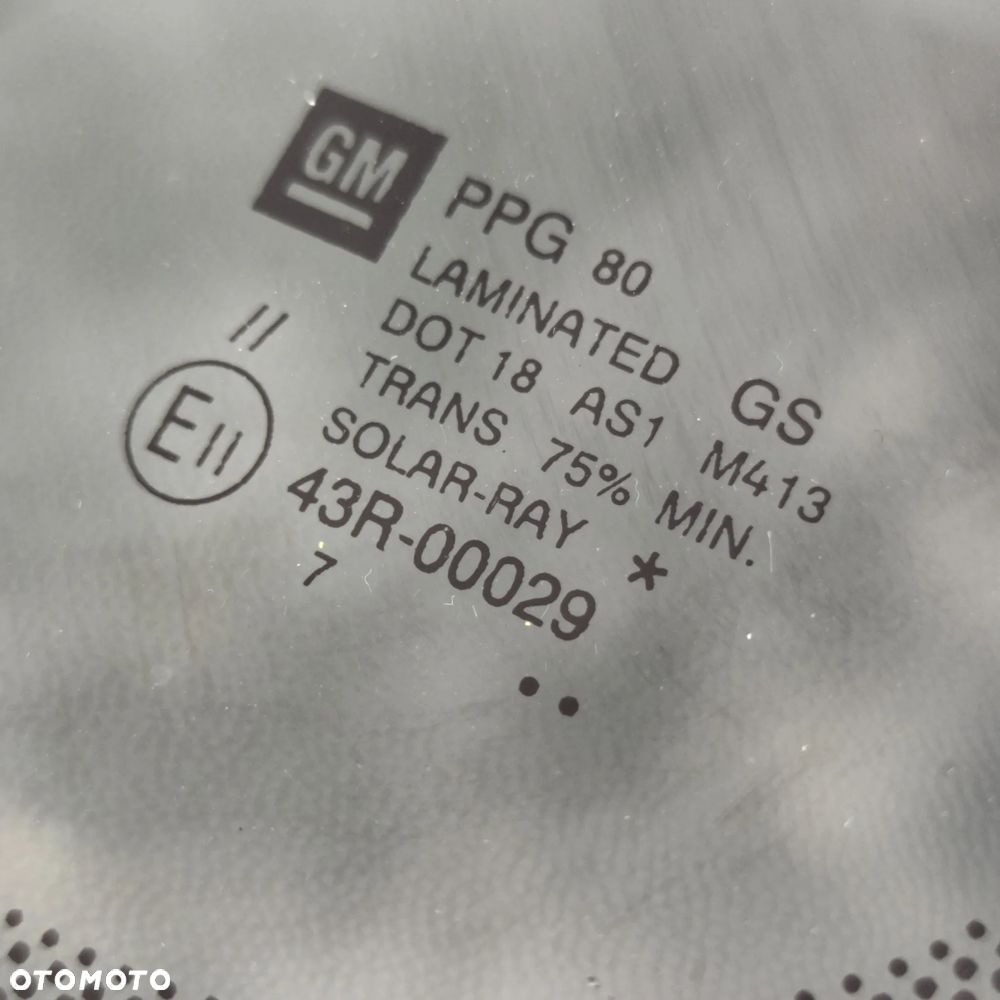 GM
PPG 80
LAMINATED GS
DOT 18 AS1 M413
TRANS. 75% MIN.
SOLAR-RAY *
II
E11
43R-00029
7
••
OTOMOTO